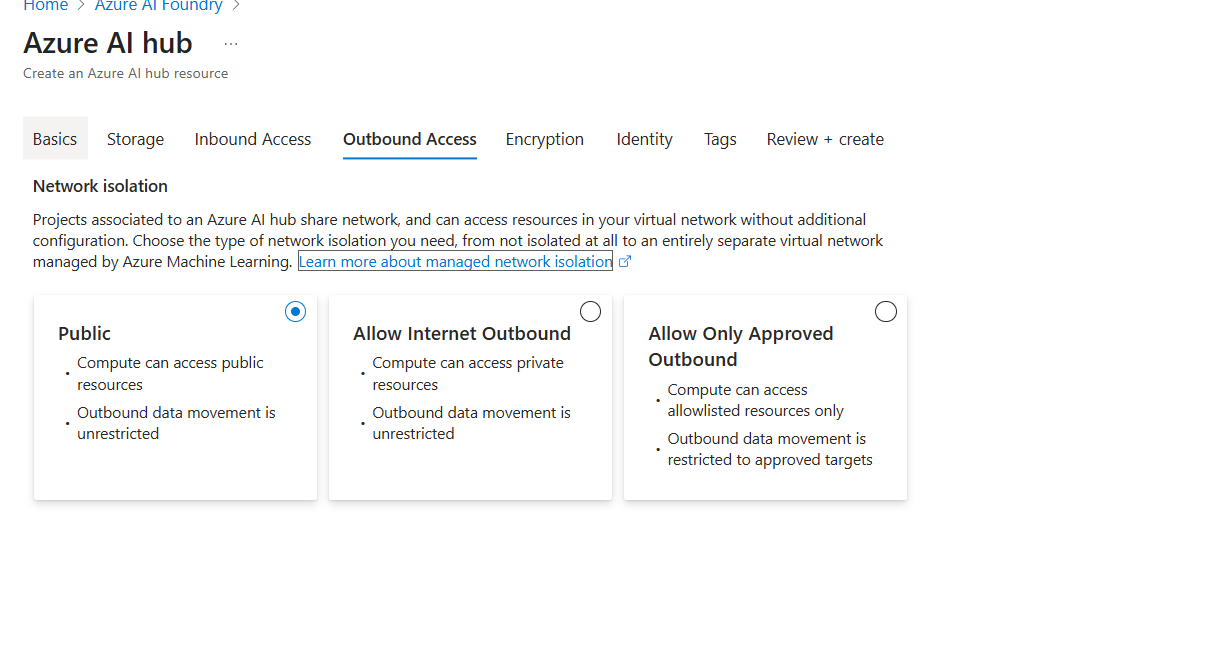 Home > Azure AI Foundry >
Azure AI hub ...
Create an Azure AI hub resource
Basics Storage Inbound Access Outbound Access Encryption Identity Tags Review + create
Network isolation
Projects associated to an Azure AI hub share network, and can access resources in your virtual network without additional
configuration. Choose the type of network isolation you need, from not isolated at all to an entirely separate virtual network
managed by Azure Machine Learning. Learn more about managed network isolation
Public
• Compute can access public
resources
• Outbound data movement is
unrestricted
Allow Internet Outbound
• Compute can access private
resources
• Outbound data movement is
unrestricted
Allow Only Approved
Outbound
• Compute can access
allowlisted resources only
• Outbound data movement is
restricted to approved targets